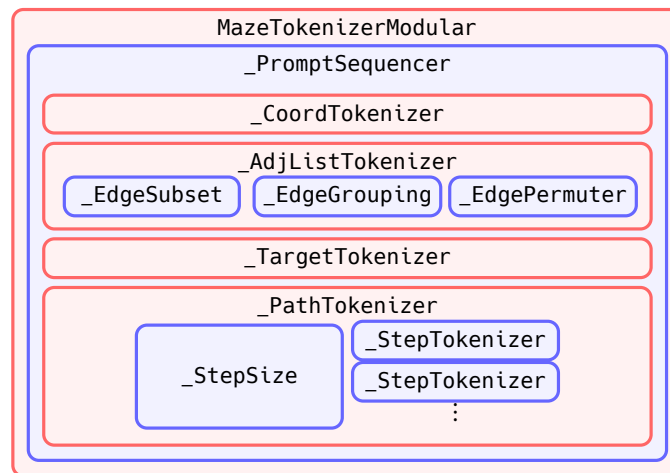 MazeTokenizerModular
_PromptSequencer
_CoordTokenizer
_AdjListTokenizer
_EdgeSubset _EdgeGrouping _EdgePermuter
_TargetTokenizer
_PathTokenizer
_StepTokenizer
_StepSize
_StepTokenizer
⋮